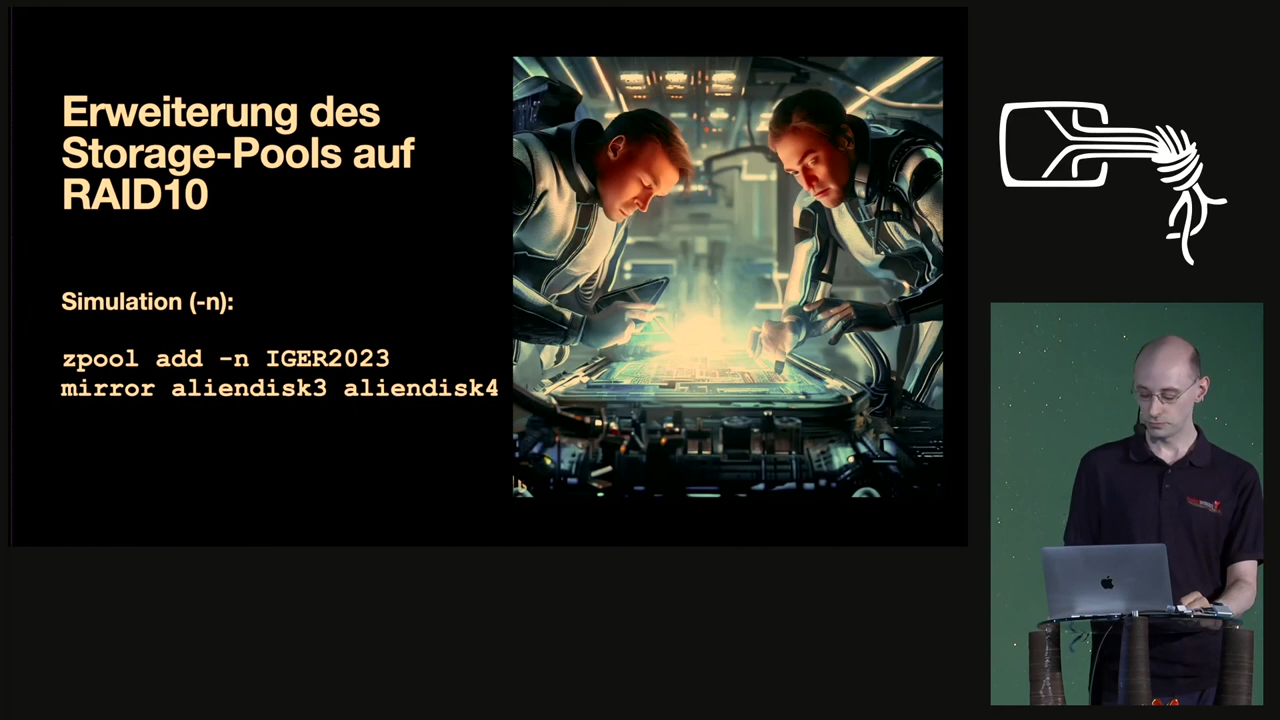 Erweiterung des
Storage-Pools auf
RAID10
Simulation (-n):
zpool add -n IGER2023
mirror aliendisk3 aliendisk4